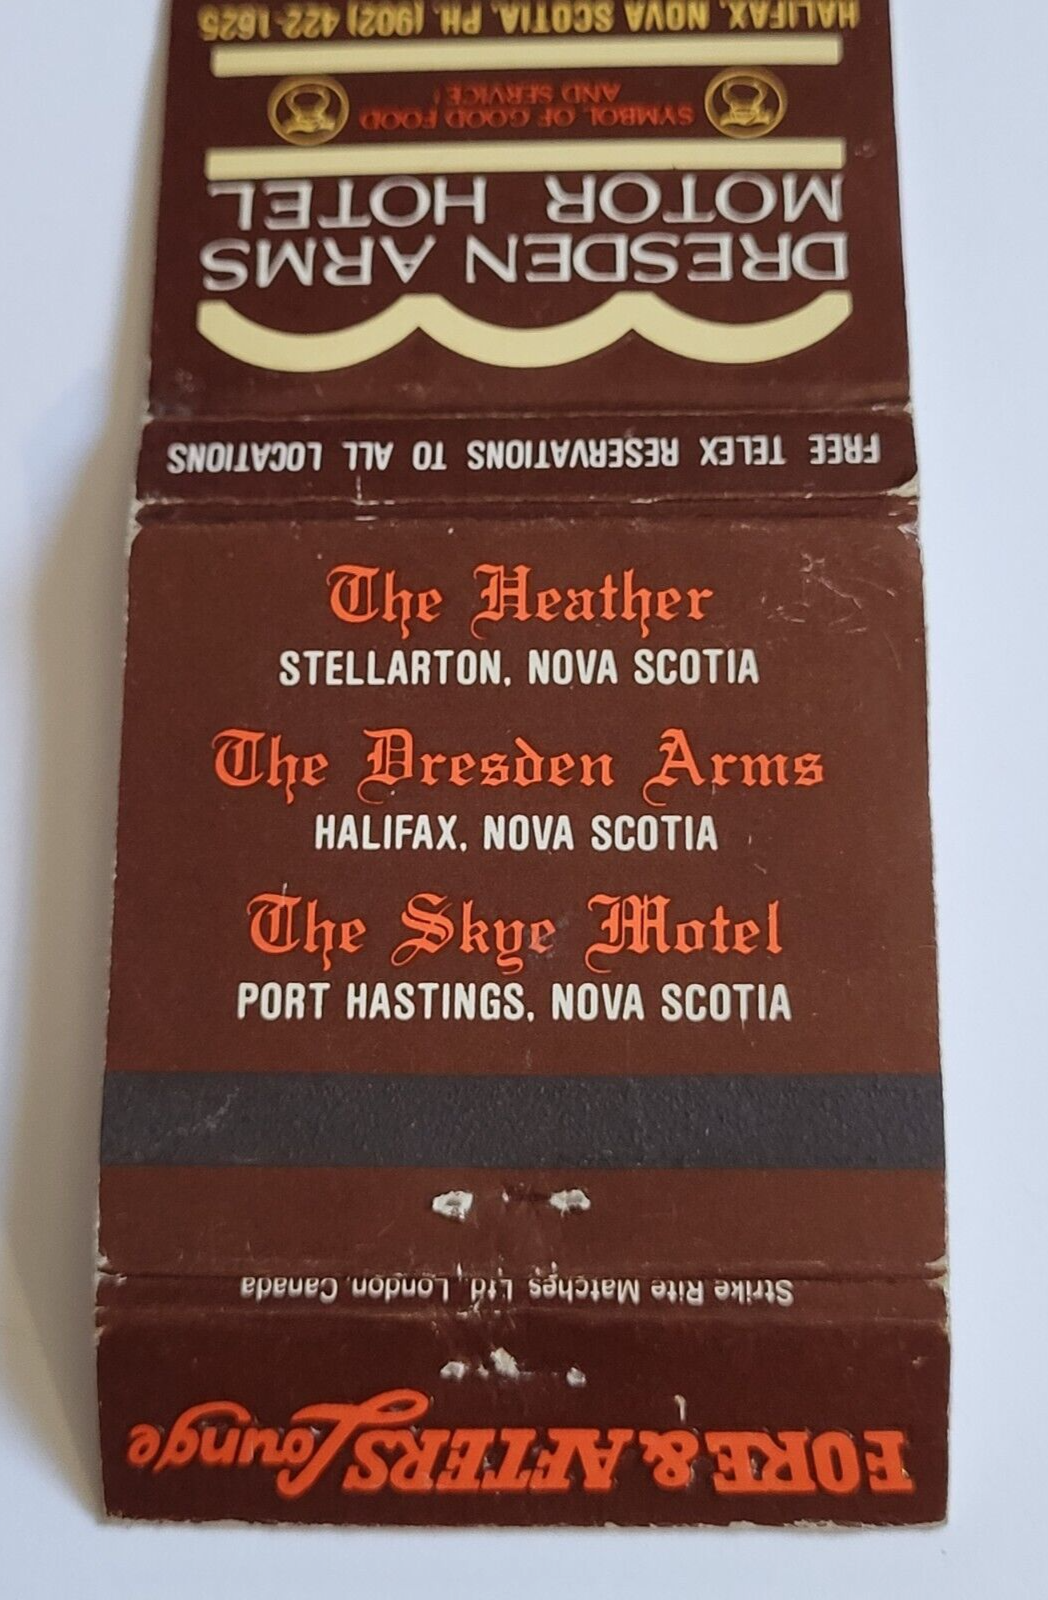 HALIFAX, NOVA SCOTIA, PH. (902) 422-1625
SYMBOL OF GOOD FOOD
AND SERVICE!
DRESDEN ARMS
MOTOR HOTEL
FREE TELEX RESERVATIONS TO ALL LOCATIONS
The Heather
STELLARTON, NOVA SCOTIA
The Dresden Arms
HALIFAX, NOVA SCOTIA
The Skye Motel
PORT HASTINGS, NOVA SCOTIA
Strike Rite Matches Ltd. London, Canada
FORE & AFTERS Lounge